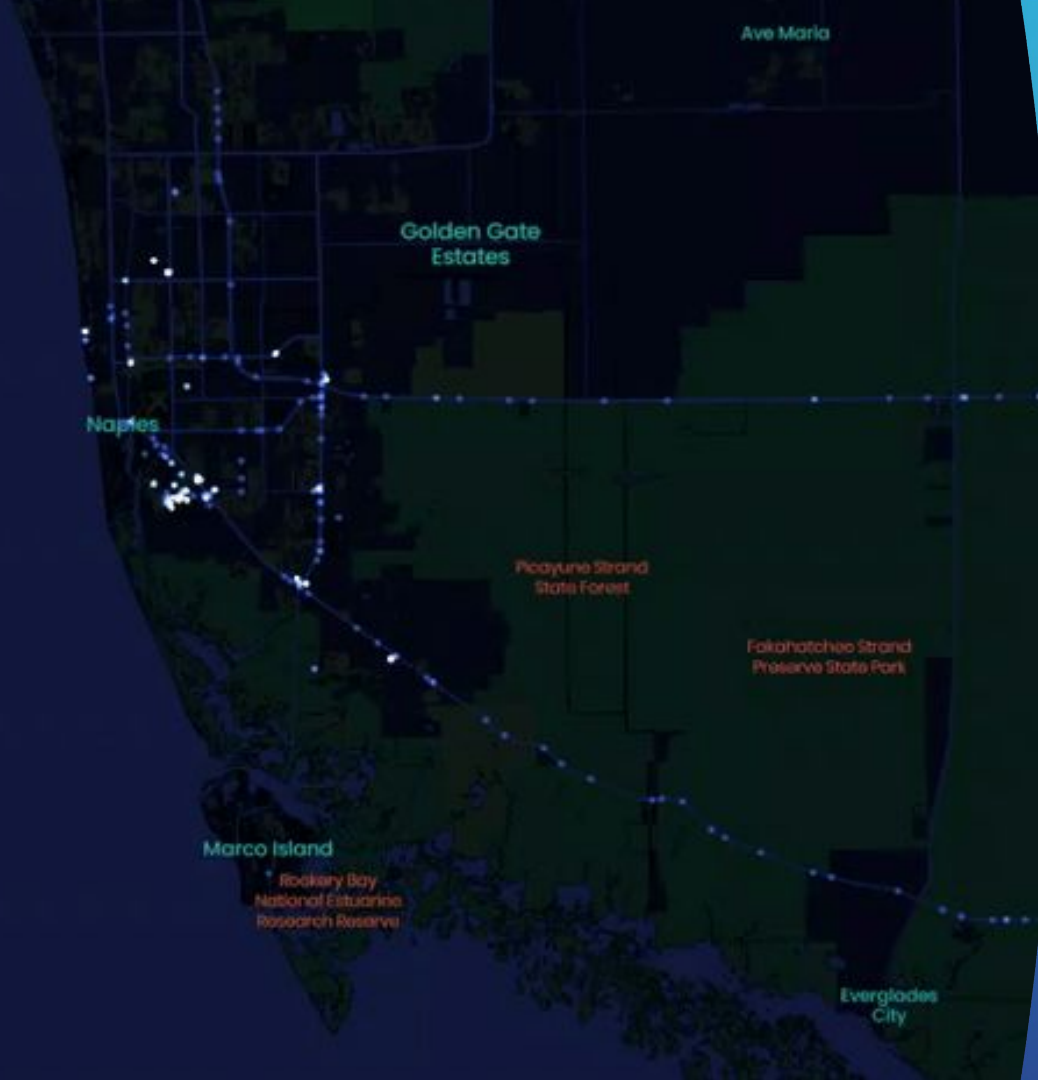 Ave Maria
Golden Gate
Estates
Naples
Picayune Strand
State Forest
Fakahatchee Strand
Preserve State Park
Marco Island
Rookery Bay
National Estuarine
Research Reserve
Everglades
City